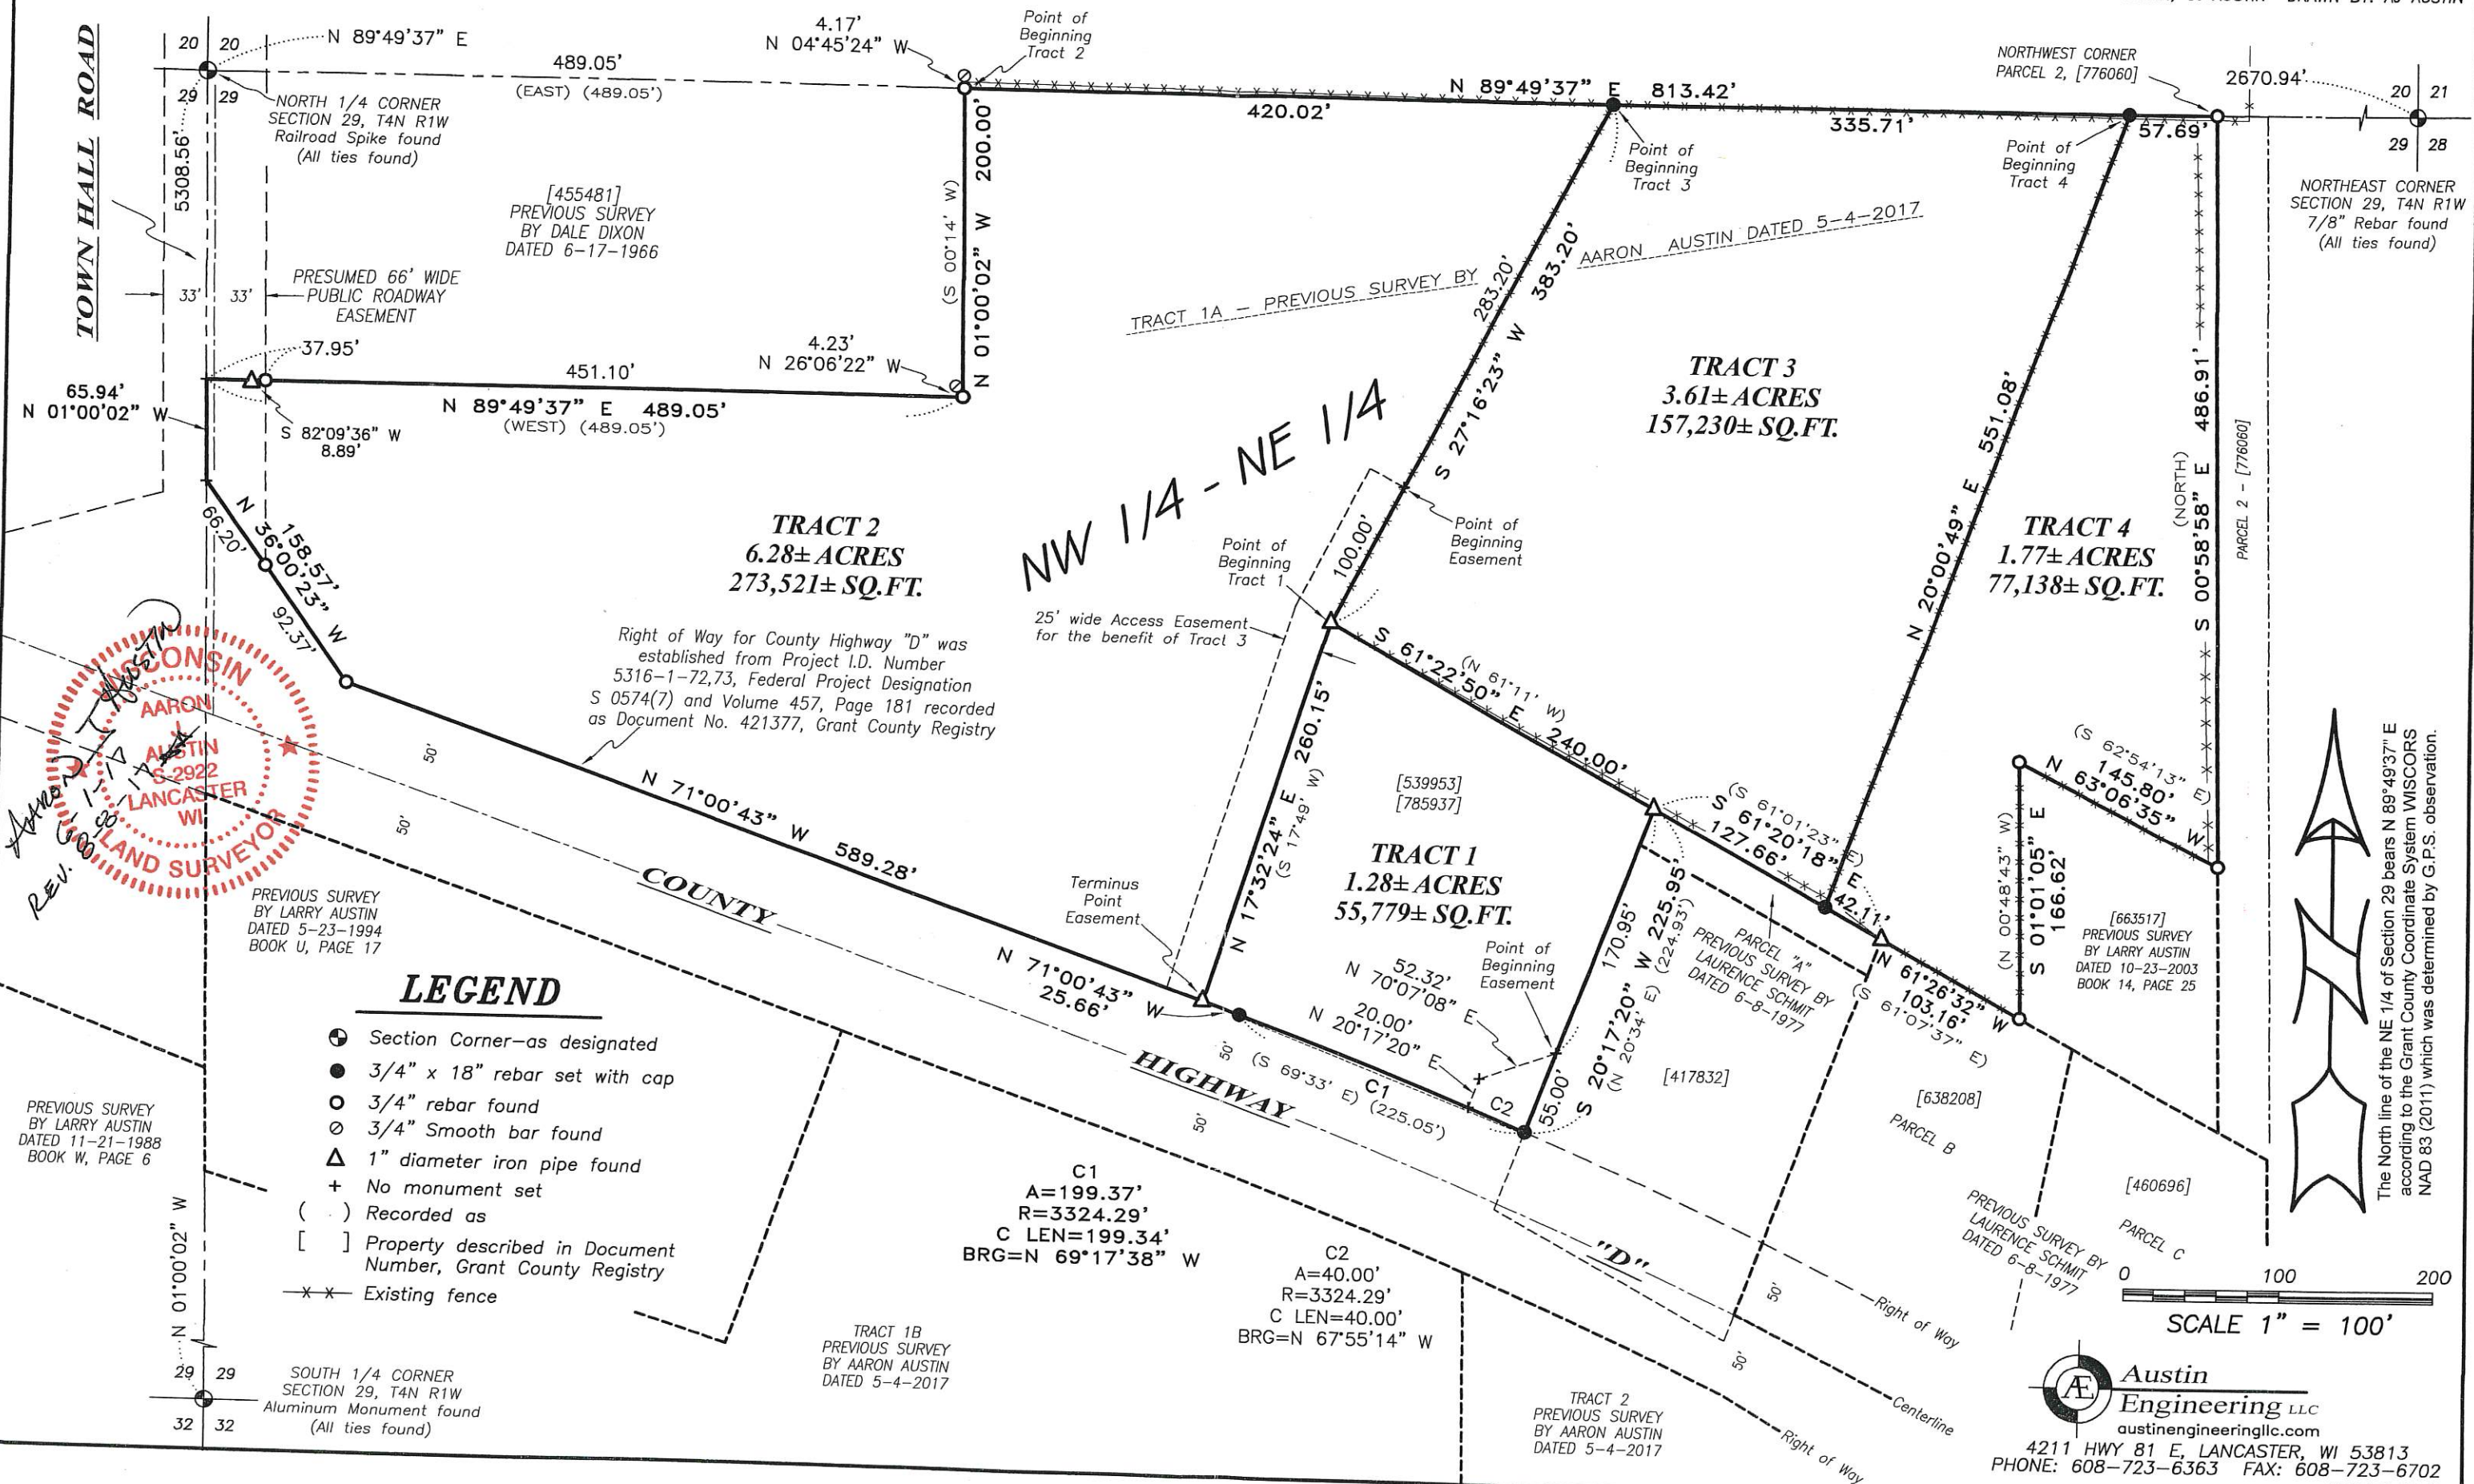 DRAWN BY: AJ AUSTIN
TOWN HALL ROAD
20 20
29 29
N 89°49'37" E
489.05'
(EAST) (489.05')
5308.56'
NORTH 1/4 CORNER
SECTION 29, T4N R1W
Railroad Spike found
(All ties found)
4.17'
N 04°45'24" W
Point of
Beginning
Tract 2
N 89°49'37" E 813.42'
420.02'
335.71'
57.69'
NORTHWEST CORNER
PARCEL 2, [776060]
2670.94'
20 21
29 28
NORTHEAST CORNER
SECTION 29, T4N R1W
7/8" Rebar found
(All ties found)
[455481]
PREVIOUS SURVEY
BY DALE DIXON
DATED 6-17-1966
PRESUMED 66' WIDE
PUBLIC ROADWAY
EASEMENT
33' 33'
37.95'
65.94'
N 01°00'02" W
451.10'
N 89°49'37" E 489.05'
(WEST) (489.05')
S 82°09'36" W
8.89'
4.23'
N 26°06'22" W
(S 00°14' W)
N 01°00'02" W 200.00'
Point of
Beginning
Tract 3
Point of
Beginning
Tract 4
TRACT 1A - PREVIOUS SURVEY BY AARON AUSTIN DATED 5-4-2017
283.20'
S 27°16'23" W 383.20'
100.00'
TRACT 3
3.61± ACRES
157,230± SQ.FT.
N 20°00'49" E 551.08'
(NORTH)
S 00°58'58" E 486.91'
PARCEL 2 - [776060]
TRACT 4
1.77± ACRES
77,138± SQ.FT.
NW 1/4 - NE 1/4
N 36°00'23" W
158.57'
66.20'
92.37'
TRACT 2
6.28± ACRES
273,521± SQ.FT.
Right of Way for County Highway "D" was
established from Project I.D. Number
5316-1-72,73, Federal Project Designation
S 0574(7) and Volume 457, Page 181 recorded
as Document No. 421377, Grant County Registry
Point of
Beginning
Easement
Point of
Beginning
Tract 1
25' wide Access Easement
for the benefit of Tract 3
S 61°22'50" E 240.00'
(N 61°11' W)
N 17°32'24" E 260.15'
(S 17°49' W)
[539953]
[785937]
TRACT 1
1.28± ACRES
55,779± SQ.FT.
(S 61°01'23" E)
S 61°20'18" E
127.66'
42.11'
(S 62°54'13" E)
145.80'
N 63°06'35" W
(N 00°48'43" W)
S 01°01'05" E
166.62'
[663517]
PREVIOUS SURVEY
BY LARRY AUSTIN
DATED 10-23-2003
BOOK 14, PAGE 25
N 61°26'32" W
103.16'
(S 61°07'37" E)
WISCONSIN
AARON
J.
AUSTIN
S-2922
LANCASTER
WI
LAND SURVEYOR
Aaron J Austin
REV.
50'
50'
N 71°00'43" W 589.28'
COUNTY HIGHWAY "D"
Terminus
Point
Easement
N 71°00'43" W
25.66'
52.32'
N 70°07'08" E
20.00'
N 20°17'20" E
Point of
Beginning
Easement
170.95'
S 20°17'20" W 225.95'
(N 20°34' E) (224.93')
55.00'
PARCEL "A"
PREVIOUS SURVEY BY
LAURENCE SCHMIT
DATED 6-8-1977
[417832]
[638208]
PARCEL B
(S 69°33' E) (225.05')
C1
C2
50'
50'
PREVIOUS SURVEY
BY LARRY AUSTIN
DATED 5-23-1994
BOOK U, PAGE 17
PREVIOUS SURVEY
BY LARRY AUSTIN
DATED 11-21-1988
BOOK W, PAGE 6
LEGEND
Section Corner-as designated
3/4" x 18" rebar set with cap
3/4" rebar found
3/4" Smooth bar found
1" diameter iron pipe found
+ No monument set
( ) Recorded as
[ ] Property described in Document
Number, Grant County Registry
Existing fence
C1
A=199.37'
R=3324.29'
C LEN=199.34'
BRG=N 69°17'38" W
C2
A=40.00'
R=3324.29'
C LEN=40.00'
BRG=N 67°55'14" W
N 01°00'02" W
29 29
32 32
SOUTH 1/4 CORNER
SECTION 29, T4N R1W
Aluminum Monument found
(All ties found)
TRACT 1B
PREVIOUS SURVEY
BY AARON AUSTIN
DATED 5-4-2017
TRACT 2
PREVIOUS SURVEY
BY AARON AUSTIN
DATED 5-4-2017
50'
50'
Right of Way
Centerline
Right of Way
PREVIOUS SURVEY BY
LAURENCE SCHMIT
DATED 6-8-1977
[460696]
PARCEL C
The North line of the NE 1/4 of Section 29 bears N 89°49'37" E
according to the Grant County Coordinate System WISCORS
NAD 83 (2011) which was determined by G.P.S. observation.
0 100 200
SCALE 1" = 100'
Æ
Austin
Engineering LLC
austinengineeringllc.com
4211 HWY 81 E, LANCASTER, WI 53813
PHONE: 608-723-6363 FAX: 608-723-6702